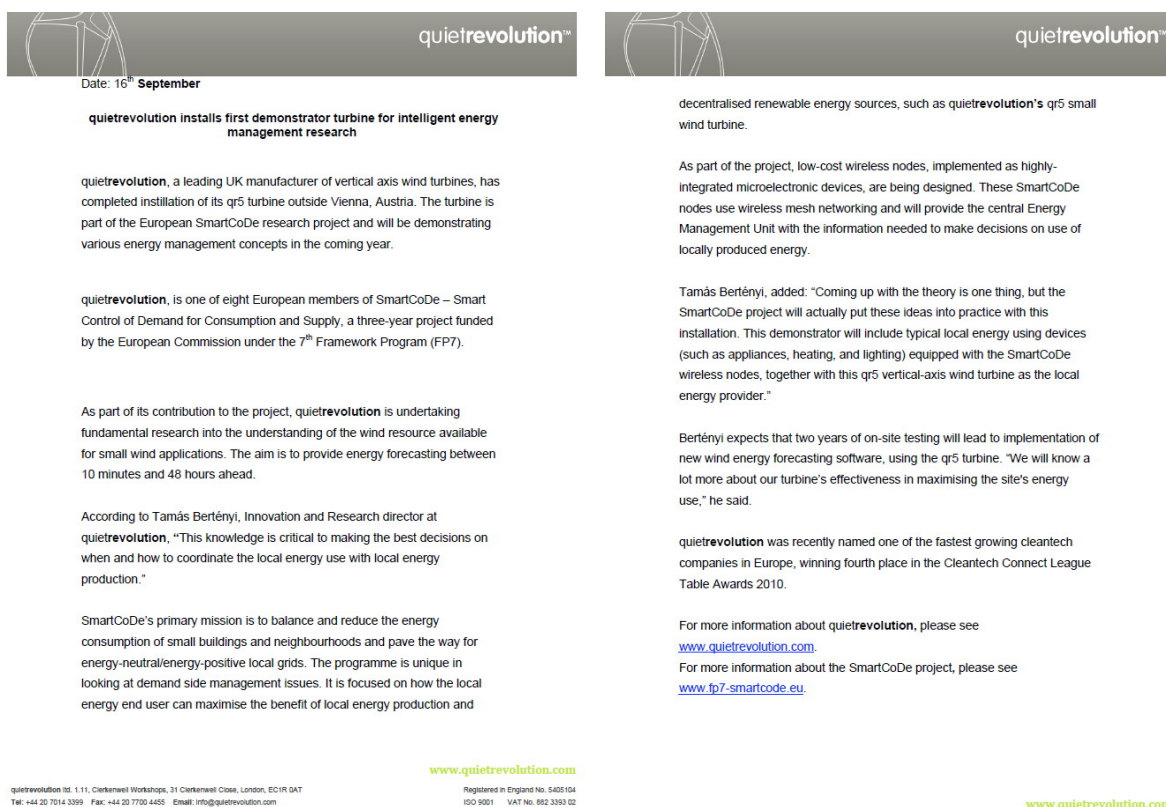 quietrevolution™
Date: 16th September
quietrevolution installs first demonstrator turbine for intelligent energy
management research
quietrevolution, a leading UK manufacturer of vertical axis wind turbines, has
completed instillation of its qr5 turbine outside Vienna, Austria. The turbine is
part of the European SmartCoDe research project and will be demonstrating
various energy management concepts in the coming year.
quietrevolution, is one of eight European members of SmartCoDe – Smart
Control of Demand for Consumption and Supply, a three-year project funded
by the European Commission under the 7th Framework Program (FP7).
As part of its contribution to the project, quietrevolution is undertaking
fundamental research into the understanding of the wind resource available
for small wind applications. The aim is to provide energy forecasting between
10 minutes and 48 hours ahead.
According to Tamás Bertényi, Innovation and Research director at
quietrevolution, “This knowledge is critical to making the best decisions on
when and how to coordinate the local energy use with local energy
production.”
SmartCoDe’s primary mission is to balance and reduce the energy
consumption of small buildings and neighbourhoods and pave the way for
energy-neutral/energy-positive local grids. The programme is unique in
looking at demand side management issues. It is focused on how the local
energy end user can maximise the benefit of local energy production and
www.quietrevolution.com
quietrevolution ltd. 1.11, Clerkenwell Workshops, 31 Clerkenwell Close, London, EC1R 0AT
Tel: +44 20 7014 3399 Fax: +44 20 7700 4455 Email: info@quietrevolution.com
Registered in England No. 5405104
ISO 9001 VAT No. 882 3393 02
quietrevolution™
decentralised renewable energy sources, such as quietrevolution’s qr5 small
wind turbine.
As part of the project, low-cost wireless nodes, implemented as highly-
integrated microelectronic devices, are being designed. These SmartCoDe
nodes use wireless mesh networking and will provide the central Energy
Management Unit with the information needed to make decisions on use of
locally produced energy.
Tamás Bertényi, added: “Coming up with the theory is one thing, but the
SmartCoDe project will actually put these ideas into practice with this
installation. This demonstrator will include typical local energy using devices
(such as appliances, heating, and lighting) equipped with the SmartCoDe
wireless nodes, together with this qr5 vertical-axis wind turbine as the local
energy provider.”
Bertényi expects that two years of on-site testing will lead to implementation of
new wind energy forecasting software, using the qr5 turbine. “We will know a
lot more about our turbine’s effectiveness in maximising the site's energy
use,” he said.
quietrevolution was recently named one of the fastest growing cleantech
companies in Europe, winning fourth place in the Cleantech Connect League
Table Awards 2010.
For more information about quietrevolution, please see
www.quietrevolution.com.
For more information about the SmartCoDe project, please see
www.fp7-smartcode.eu.
www.quietrevolution.com